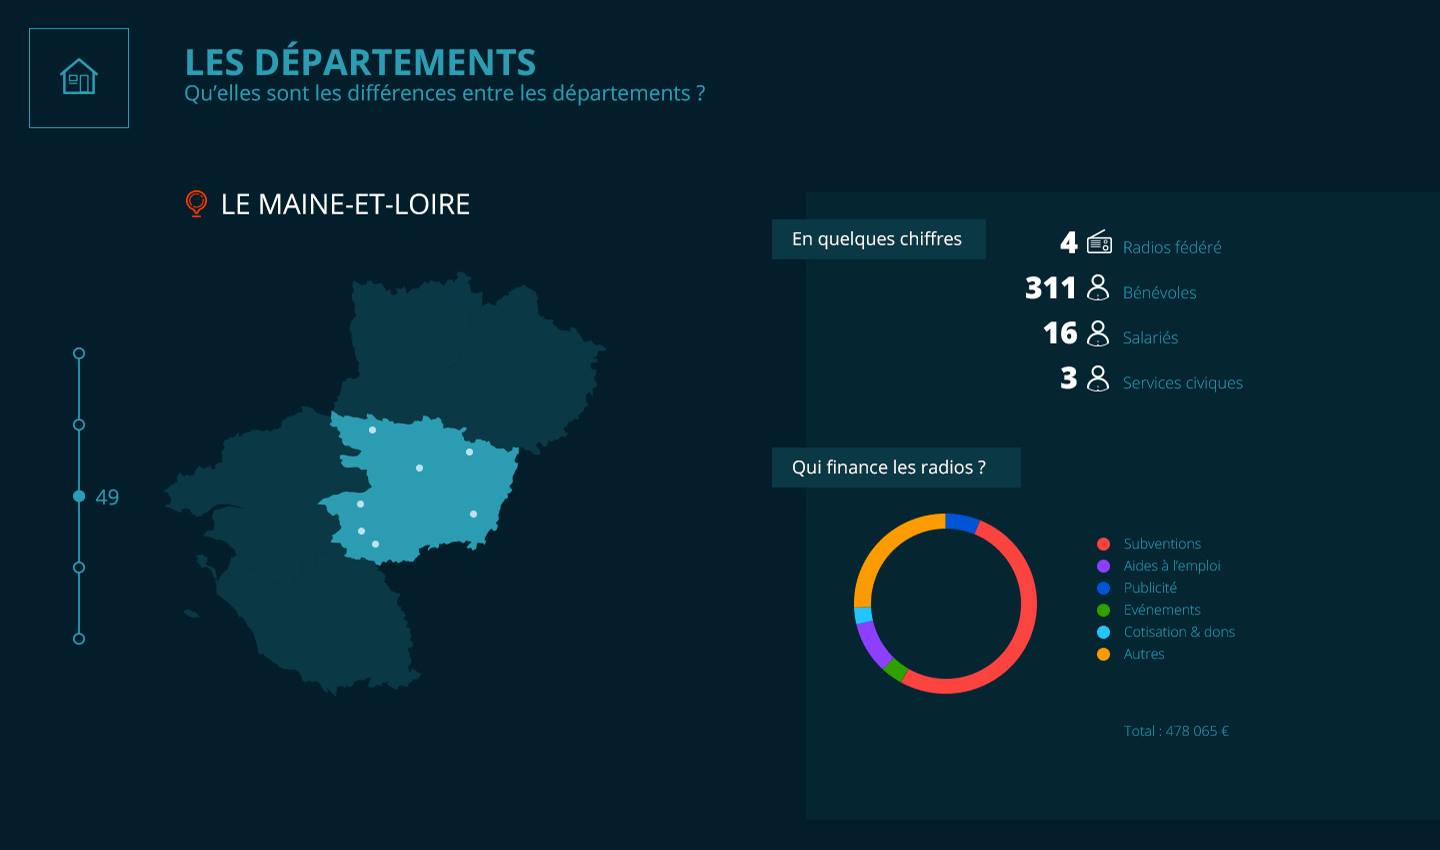 LES DÉPARTEMENTS
Qu'elles sont les différences entre les départements ?
LE MAINE-ET-LOIRE
49
En quelques chiffres
4 Radios fédéré
311 Bénévoles
16 Salariés
3 Services civiques
Qui finance les radios ?
Subventions
Aides à l'emploi
Publicité
Evénements
Cotisation & dons
Autres
Total : 478 065 €